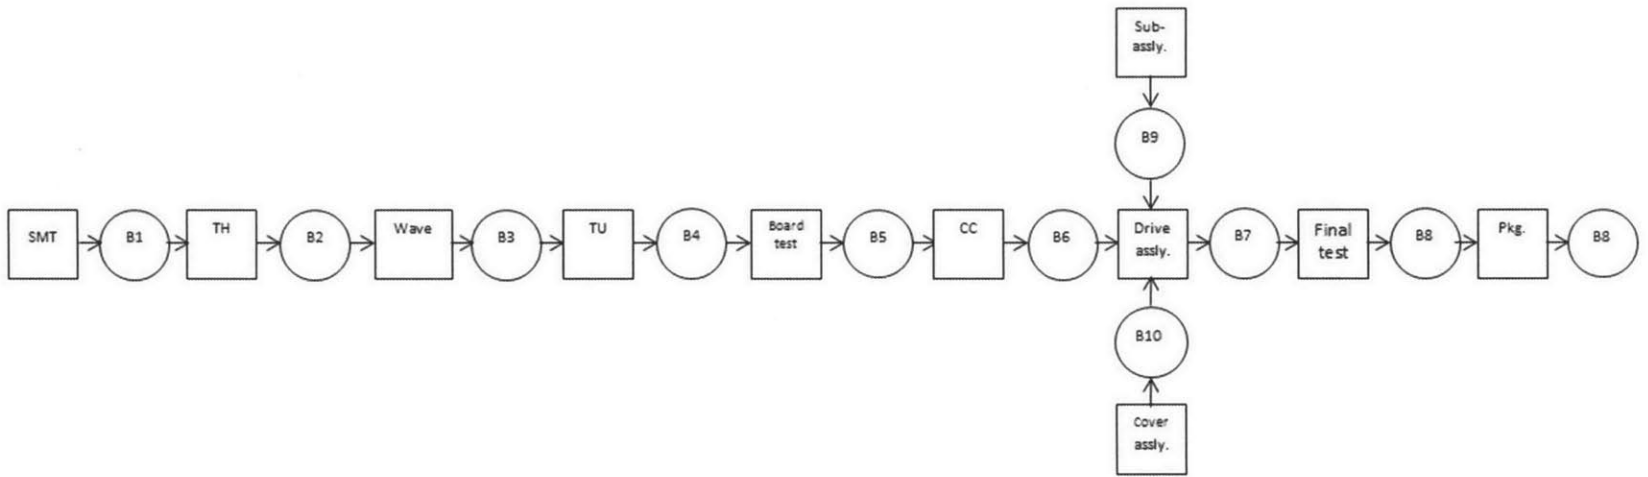 Sub-
assly.
B9
SMT
B1
TH
B2
Wave
B3
TU
B4
Board
test
B5
CC
B6
Drive
assly.
B7
Final
test
B8
Pkg.
B8
B10
Cover
assly.